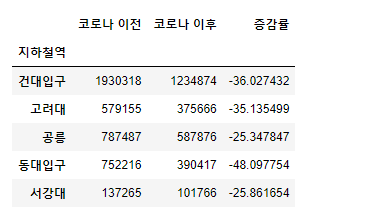 코로나 이전 코로나 이후 증감률
지하철역
건대입구 1930318 1234874 -36.027432
고려대 579155 375666 -35.135499
공릉 787487 587876 -25.347847
동대입구 752216 390417 -48.097754
서강대 137265 101766 -25.861654